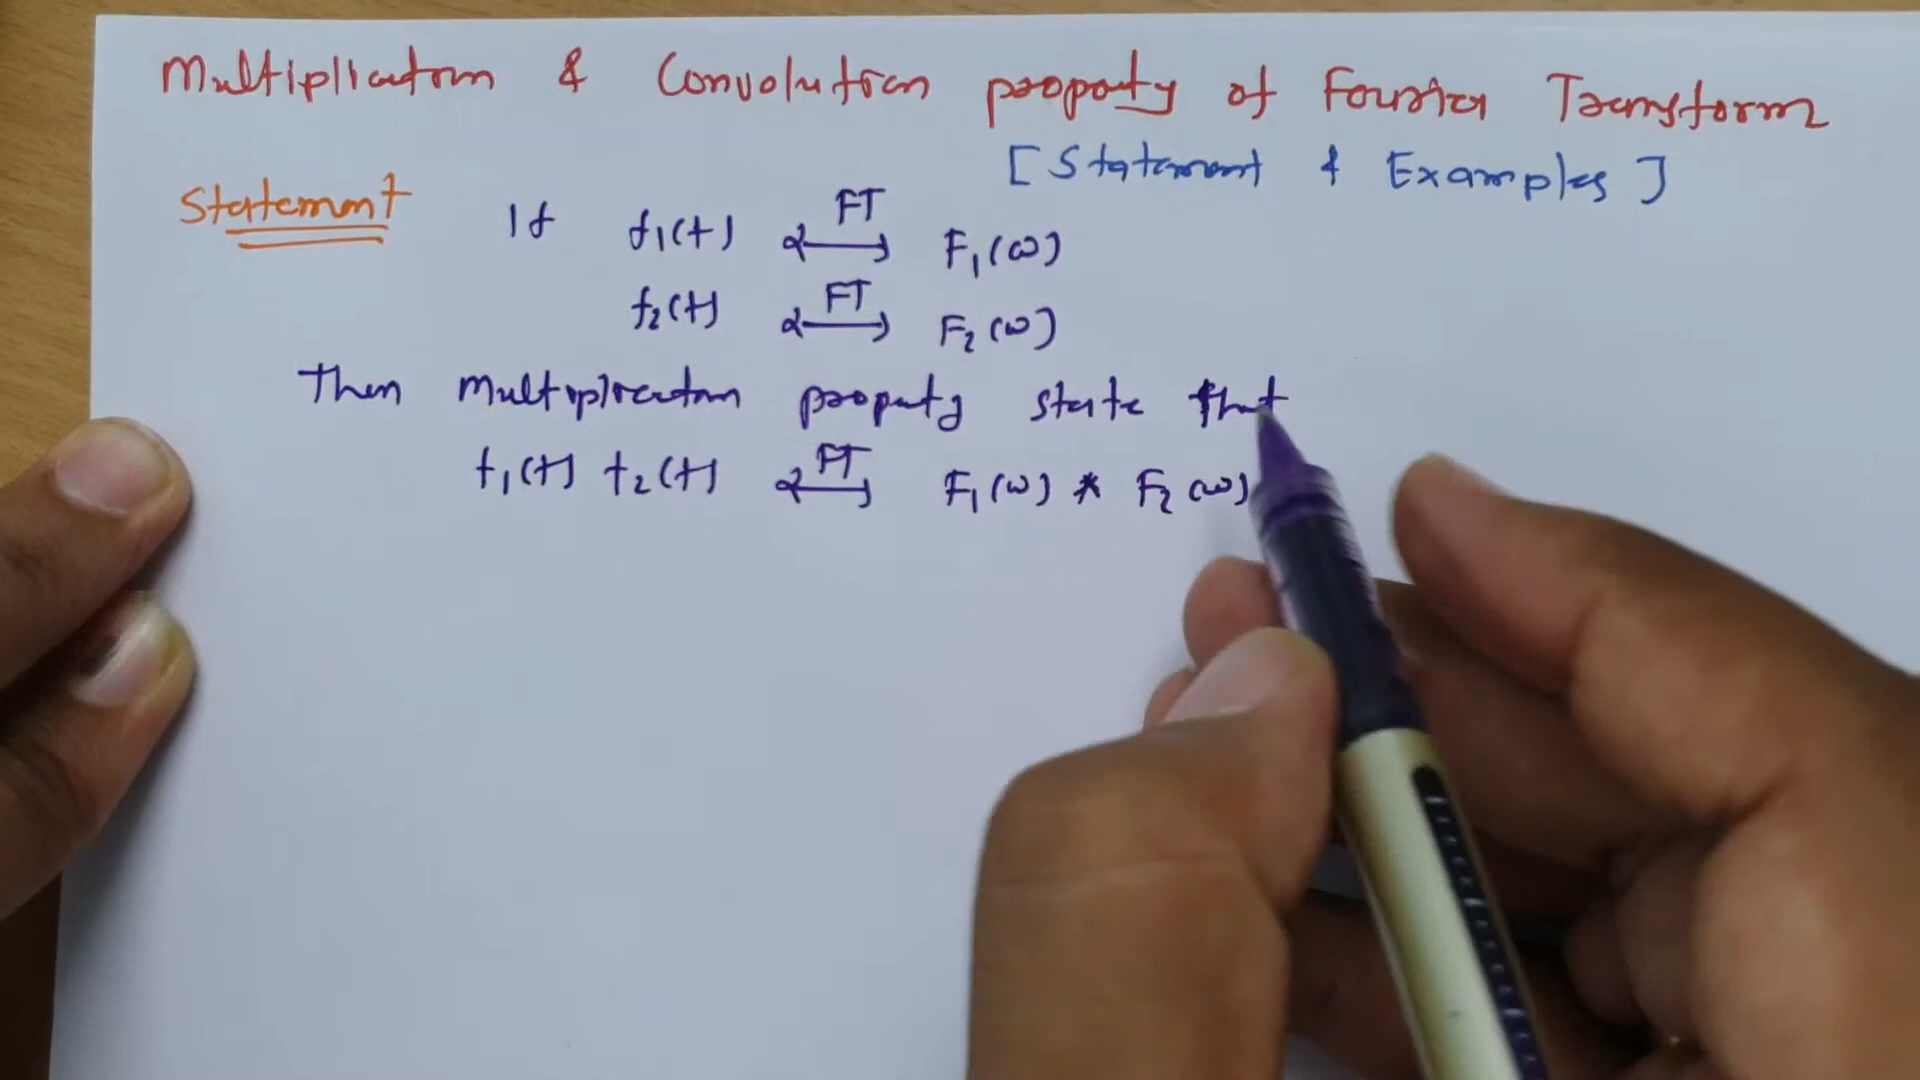 Multiplication & Convolution property of Fourier Transform
[Statement & Examples]
Statement If f₁(t) ↔ FT F₁(ω)
f₂(t) ↔ FT F₂(ω)
Then Multiplication property state that
f₁(t) f₂(t) ↔ FT F₁(ω) * F₂(ω)